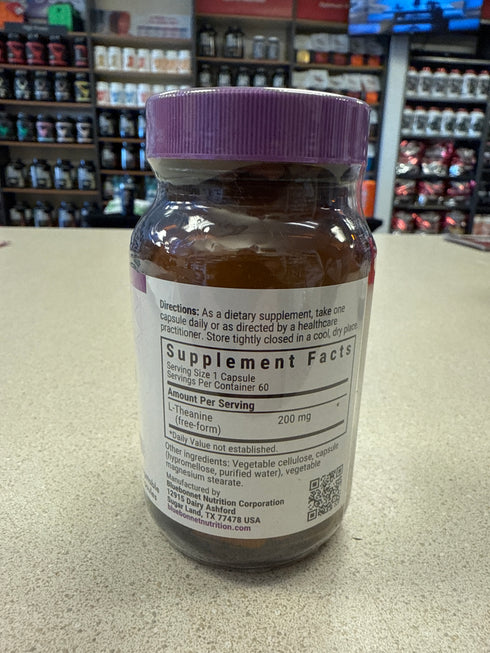 Directions: As a dietary supplement, take one
capsule daily or as directed by a healthcare
practitioner. Store tightly closed in a cool, dry place.
Supplement Facts
Serving Size 1 Capsule
Servings Per Container 60
Amount Per Serving
L-Theanine 200 mg *
(free-form)
*Daily Value not established.
Other ingredients: Vegetable cellulose, capsule
(hypromellose, purified water), vegetable
magnesium stearate.
Manufactured by
Bluebonnet Nutrition Corporation
12915 Dairy Ashford
Sugar Land, TX 77478 USA
bluebonnetnutrition.com